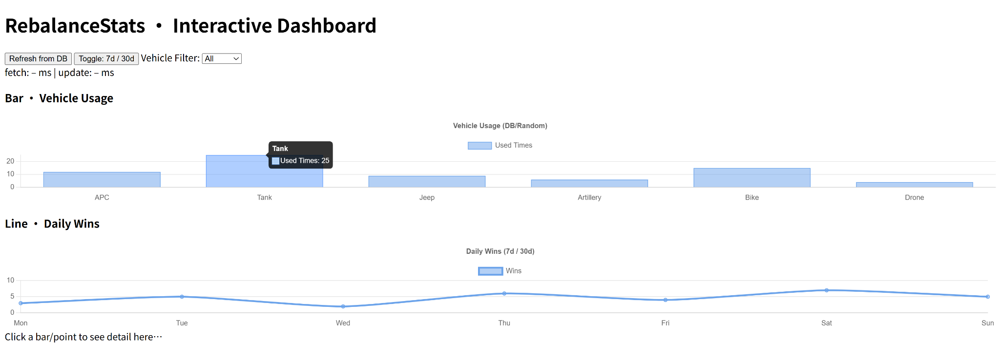 RebalanceStats ・ Interactive Dashboard
Refresh from DB Toggle: 7d / 30d Vehicle Filter: All
fetch: – ms | update: – ms
Bar ・ Vehicle Usage
Vehicle Usage (DB/Random)
Used Times
Tank
Used Times: 25
20
10
0
APC Tank Jeep Artillery Bike Drone
Line ・ Daily Wins
Daily Wins (7d / 30d)
Wins
10
5
0
Mon Tue Wed Thu Fri Sat Sun
Click a bar/point to see detail here…